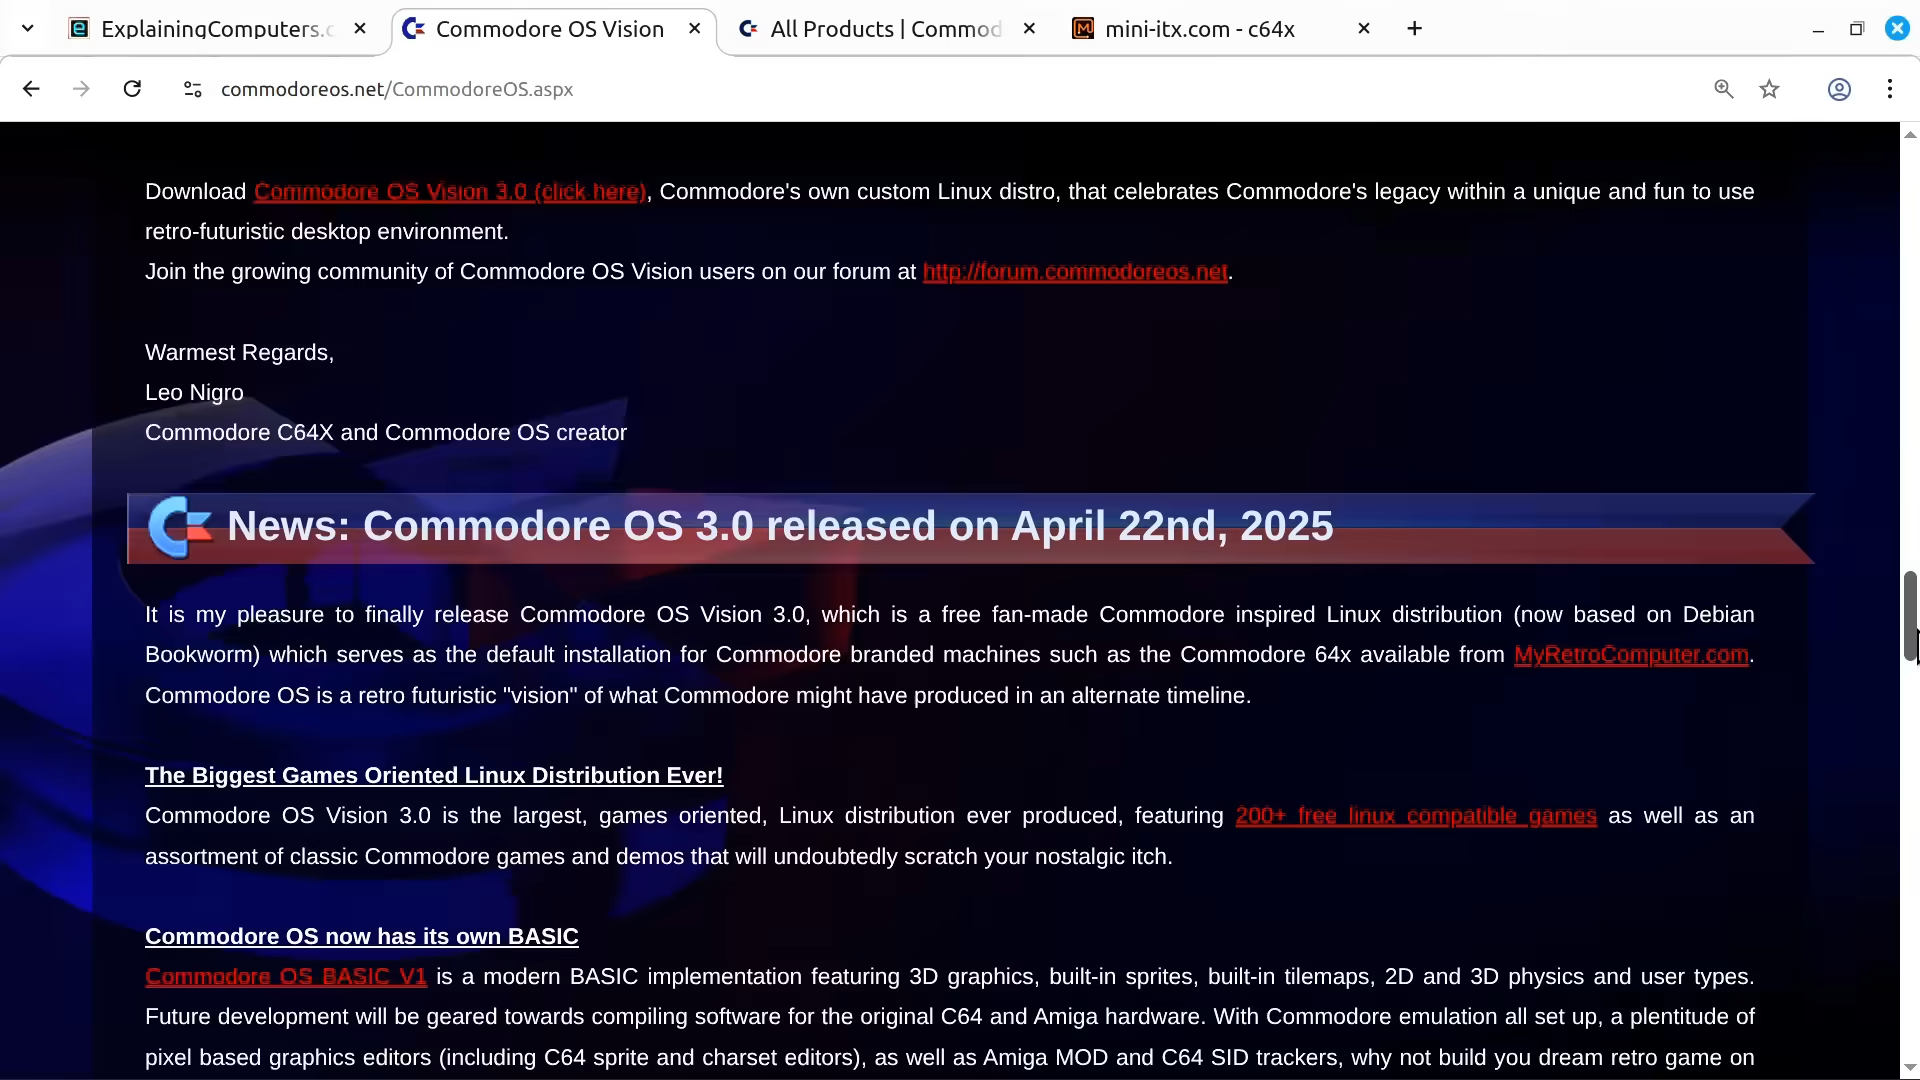 ExplainingComputers.c
Commodore OS Vision
All Products | Commod
mini-itx.com - c64x
commodoreos.net/CommodoreOS.aspx
Download Commodore OS Vision 3.0 (click here), Commodore's own custom Linux distro, that celebrates Commodore's legacy within a unique and fun to use
retro-futuristic desktop environment.
Join the growing community of Commodore OS Vision users on our forum at http://forum.commodoreos.net.
Warmest Regards,
Leo Nigro
Commodore C64X and Commodore OS creator
News: Commodore OS 3.0 released on April 22nd, 2025
It is my pleasure to finally release Commodore OS Vision 3.0, which is a free fan-made Commodore inspired Linux distribution (now based on Debian
Bookworm) which serves as the default installation for Commodore branded machines such as the Commodore 64x available from MyRetroComputer.com.
Commodore OS is a retro futuristic "vision" of what Commodore might have produced in an alternate timeline.
The Biggest Games Oriented Linux Distribution Ever!
Commodore OS Vision 3.0 is the largest, games oriented, Linux distribution ever produced, featuring 200+ free linux compatible games as well as an
assortment of classic Commodore games and demos that will undoubtedly scratch your nostalgic itch.
Commodore OS now has its own BASIC
Commodore OS BASIC V1 is a modern BASIC implementation featuring 3D graphics, built-in sprites, built-in tilemaps, 2D and 3D physics and user types.
Future development will be geared towards compiling software for the original C64 and Amiga hardware. With Commodore emulation all set up, a plentitude of
pixel based graphics editors (including C64 sprite and charset editors), as well as Amiga MOD and C64 SID trackers, why not build you dream retro game on